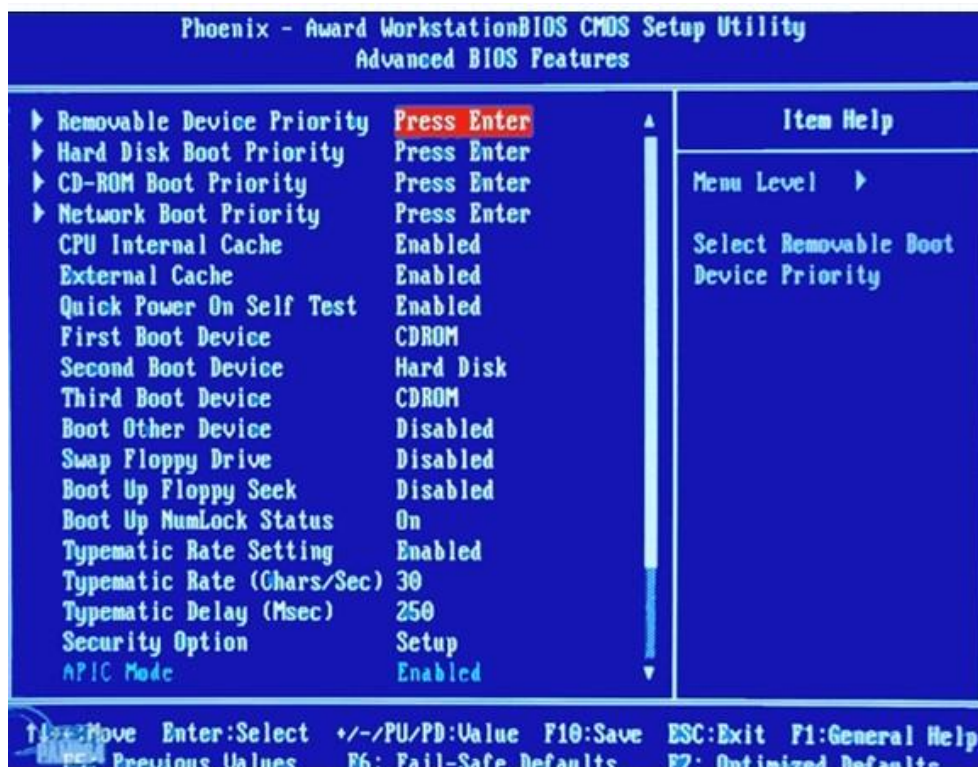 Phoenix - Award WorkstationBIOS CMOS Setup Utility
Advanced BIOS Features
Removable Device Priority Press Enter
Hard Disk Boot Priority Press Enter
CD-ROM Boot Priority Press Enter
Network Boot Priority Press Enter
CPU Internal Cache Enabled
External Cache Enabled
Quick Power On Self Test Enabled
First Boot Device CDROM
Second Boot Device Hard Disk
Third Boot Device CDROM
Boot Other Device Disabled
Swap Floppy Drive Disabled
Boot Up Floppy Seek Disabled
Boot Up NumLock Status On
Typematic Rate Setting Enabled
Typematic Rate (Chars/Sec) 30
Typematic Delay (Msec) 250
Security Option Setup
APIC Mode Enabled
Item Help
Menu Level
Select Removable Boot
Device Priority
Move Enter:Select +/-/PU/PD:Value F10:Save ESC:Exit F1:General Help
F5: Previous Values F6: Fail-Safe Defaults F7: Optimized Defaults